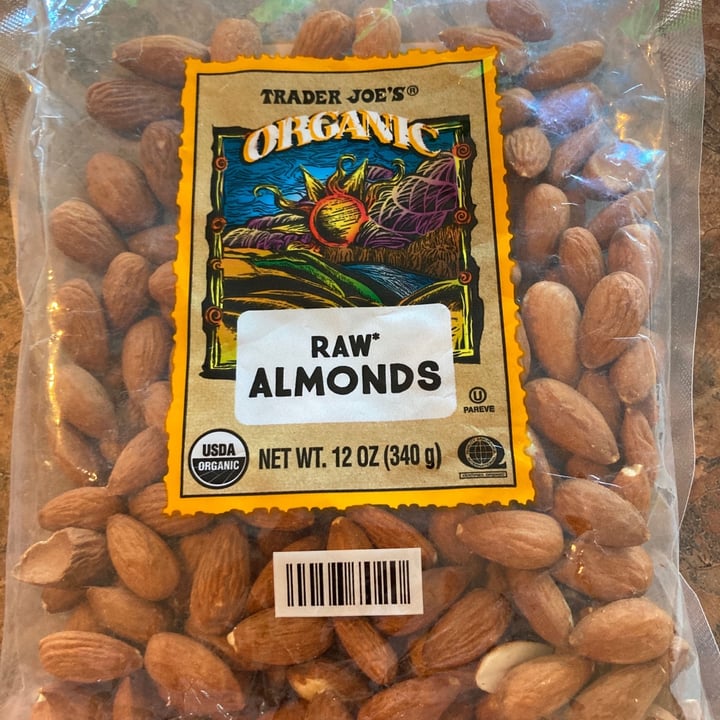 TRADER JOE'S®
ORGANIC
RAW*
ALMONDS
U
PAREVE
USDA
ORGANIC
NET WT. 12 OZ (340 g)